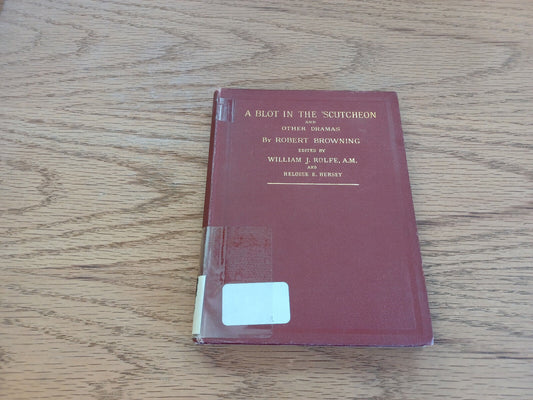 A BLOT IN THE 'SCUTCHEON
AND
OTHER DRAMAS
BY ROBERT BROWNING
EDITED BY
WILLIAM J. ROLFE, A.M.
AND
HELOISE E. HERSEY